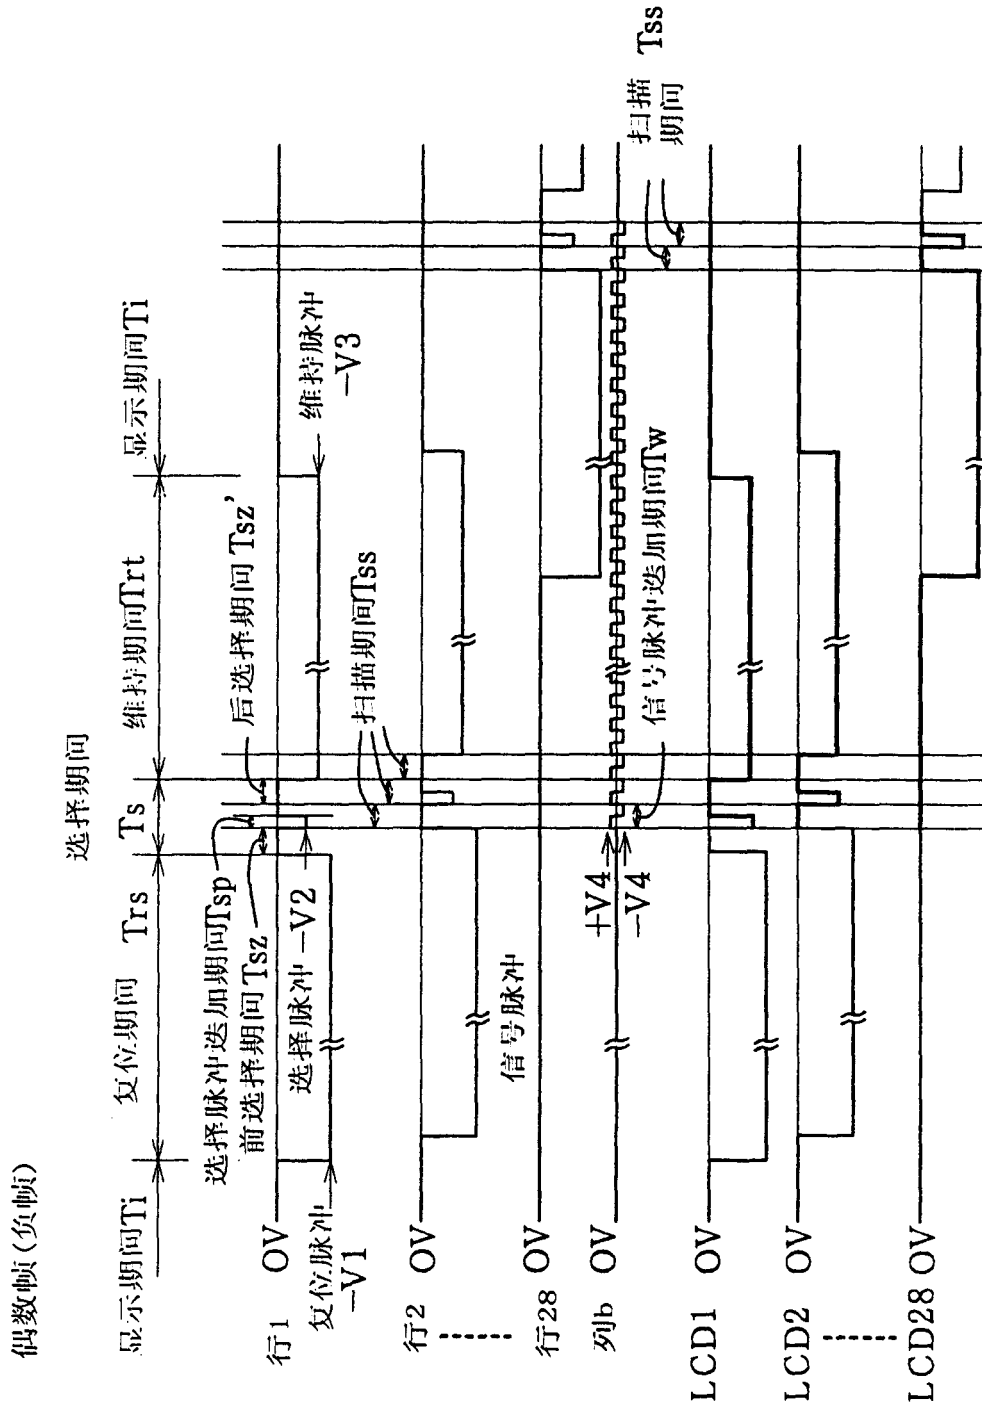 偶数帧(负帧)
选择期间
显示期间Ti
复位期间 Trs
Ts
维持期间Trt
显示期间Ti
选择脉冲迭加期间Tsp
前选择期间Tsz
后选择期间Tsz'
行1 OV
选择脉冲 -V2
复位脉冲
-V1
维持脉冲
-V3
扫描期间Tss
行2 OV
信号脉冲
行28 OV
列b OV
+V4
-V4
信号脉冲迭加期间Tw
扫描
期间 Tss
LCD1 OV
LCD2 OV
LCD28 OV